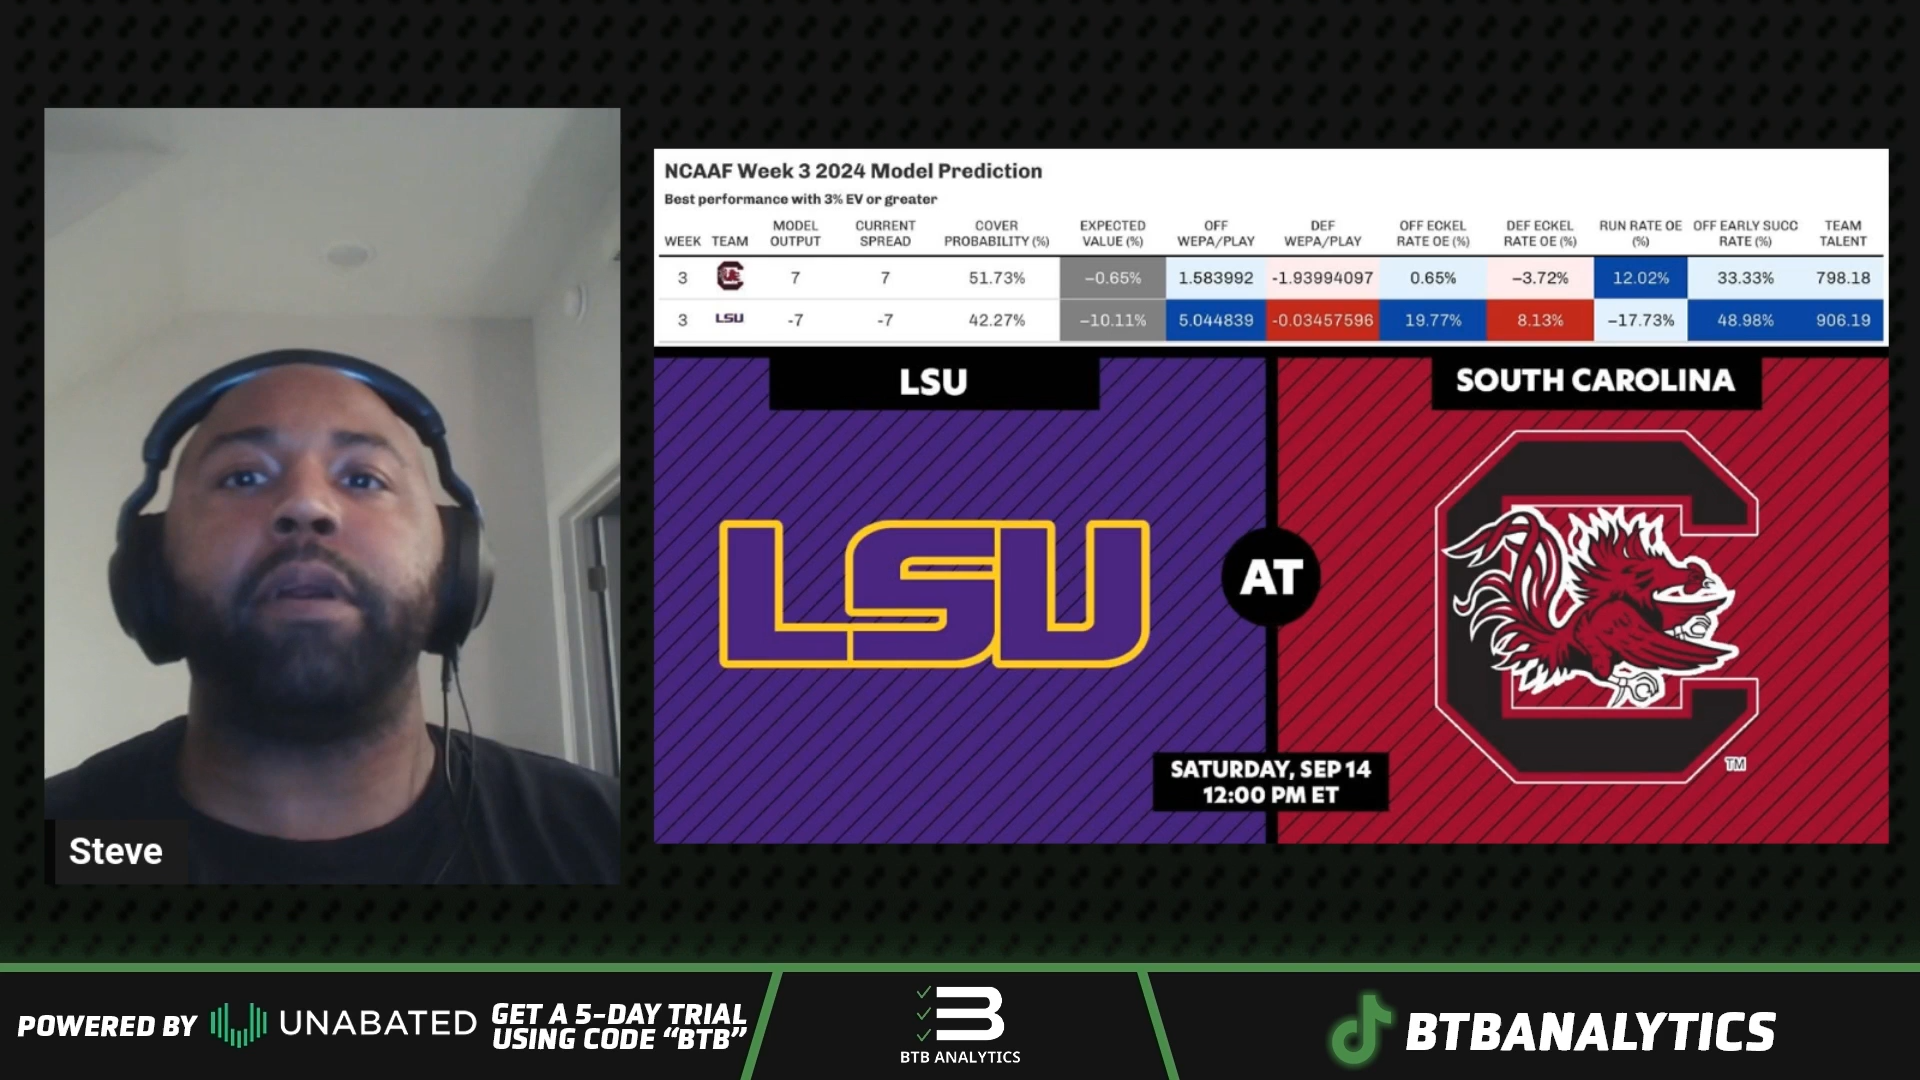 NCAAF Week 3 2024 Model Prediction
Best performance with 3% EV or greater
WEEK TEAM MODEL OUTPUT CURRENT SPREAD COVER PROBABILITY (%) EXPECTED VALUE (%) OFF WEPA/PLAY DEF WEPA/PLAY OFF ECKEL RATE OE (%) DEF ECKEL RATE OE (%) RUN RATE OE (%) OFF EARLY SUCC RATE (%) TEAM TALENT
3 C 7 7 51.73% −0.65% 1.583992 -1.93994097 0.65% −3.72% 12.02% 33.33% 798.18
3 LSU -7 -7 42.27% −10.11% 5.044839 -0.03457596 19.77% 8.13% −17.73% 48.98% 906.19
LSU
SOUTH CAROLINA
LSU
AT
C
TM
SATURDAY, SEP 14
12:00 PM ET
Steve
POWERED BY UNABATED
GET A 5-DAY TRIAL
USING CODE "BTB"
B
BTB ANALYTICS
BTBANALYTICS